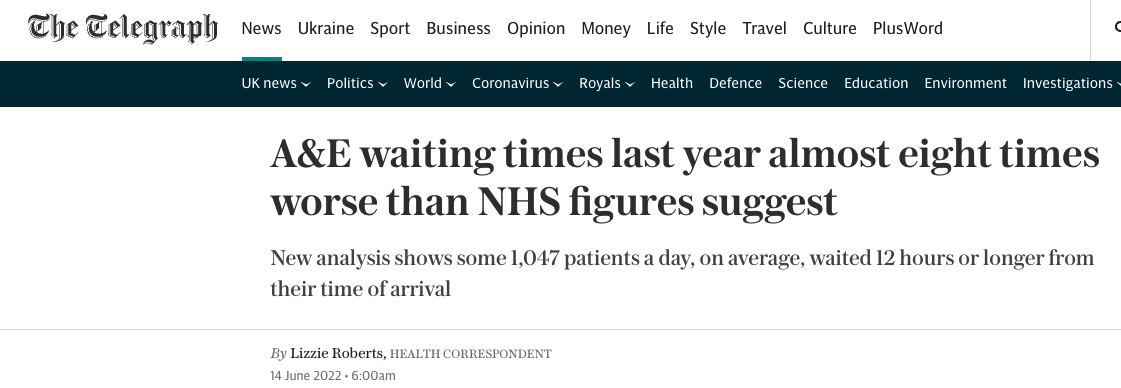 The Telegraph
News Ukraine Sport Business Opinion Money Life Style Travel Culture PlusWord
UK news Politics World Coronavirus Royals Health Defence Science Education Environment Investigations
A&E waiting times last year almost eight times
worse than NHS figures suggest
New analysis shows some 1,047 patients a day, on average, waited 12 hours or longer from
their time of arrival
By Lizzie Roberts, HEALTH CORRESPONDENT
14 June 2022 • 6:00am